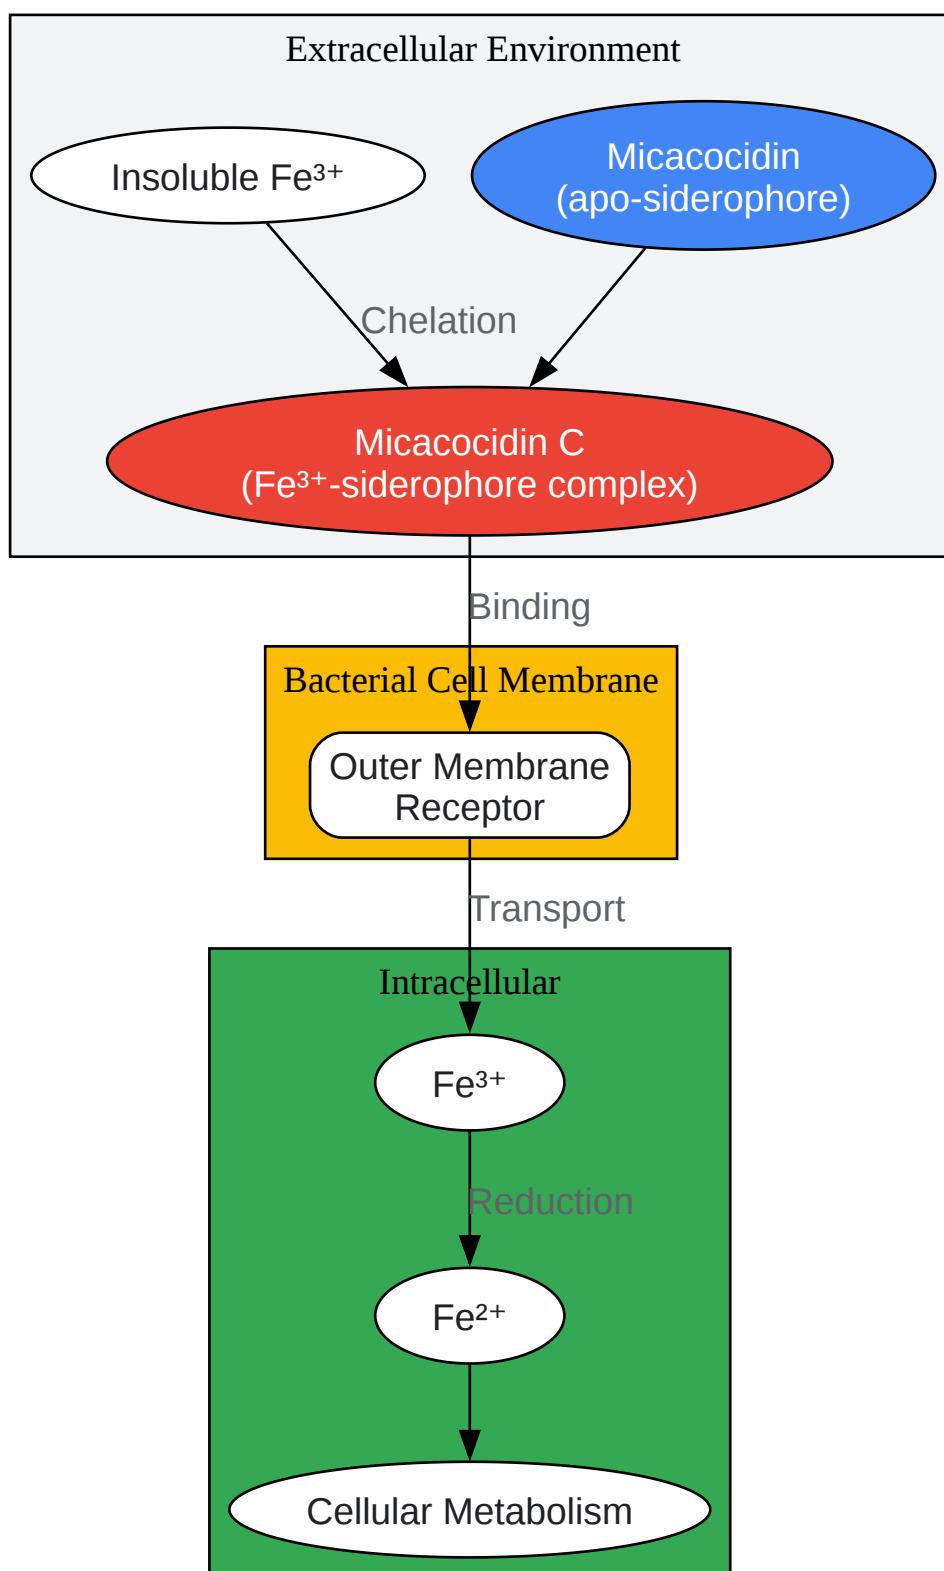 Extracellular Environment
Insoluble Fe³⁺
Micacocidin
(apo-siderophore)
Chelation
Micacocidin C
(Fe³⁺-siderophore complex)
Binding
Bacterial Cell Membrane
Outer Membrane
Receptor
Transport
Intracellular
Fe³⁺
Reduction
Fe²⁺
Cellular Metabolism